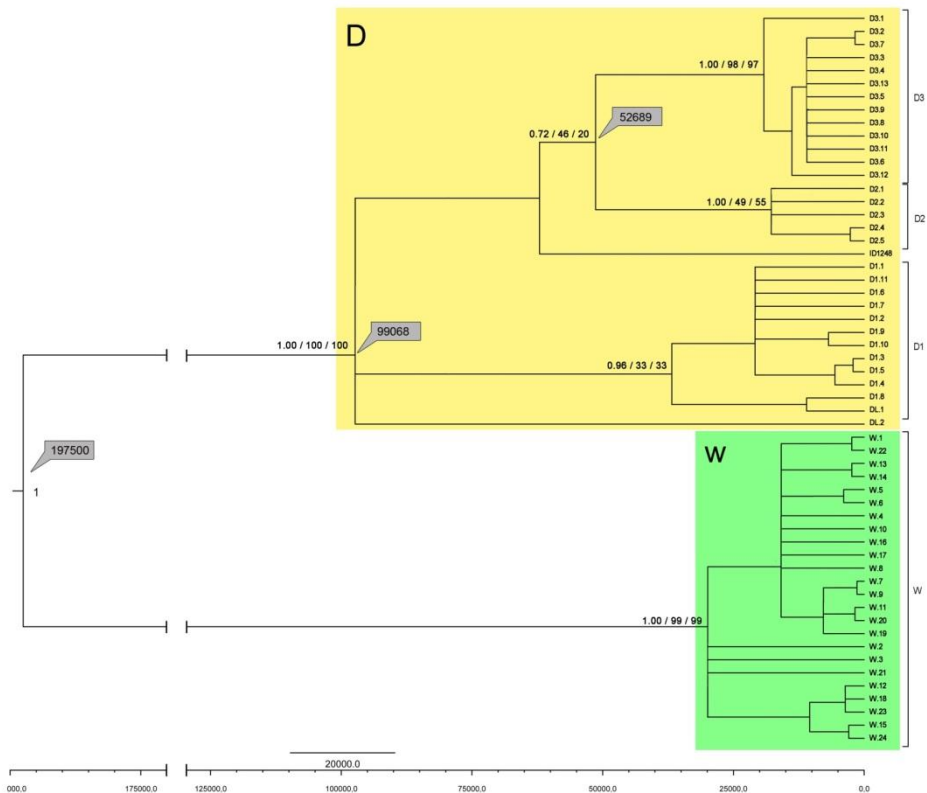 D
D3.1
D3.2
D3.7
1.00 / 98 / 97
D3.3
D3.4
D3.13
D3.5
D3
D3.9
52689
D3.8
0.72 / 46 / 20
D3.10
D3.11
D3.6
D3.12
D2.1
1.00 / 49 / 55
D2.2
D2.3
D2
D2.4
D2.5
ID1248
D1.1
D1.11
D1.6
D1.7
D1.2
99068
D1.9
1.00 / 100 / 100
D1.10
D1
0.96 / 33 / 33
D1.3
D1.5
D1.4
D1.8
DL.1
DL.2
W
W.1
197500
W.22
W.13
W.14
1
W.5
W.6
W.4
W.10
W.16
W.17
W.8
W.7
W.9
W
W.11
W.20
1.00 / 99 / 99
W.19
W.2
W.3
W.21
W.12
W.18
W.23
W.15
W.24
20000.0
000,0 175000,0 125000,0 100000,0 75000,0 50000,0 25000,0 0,0